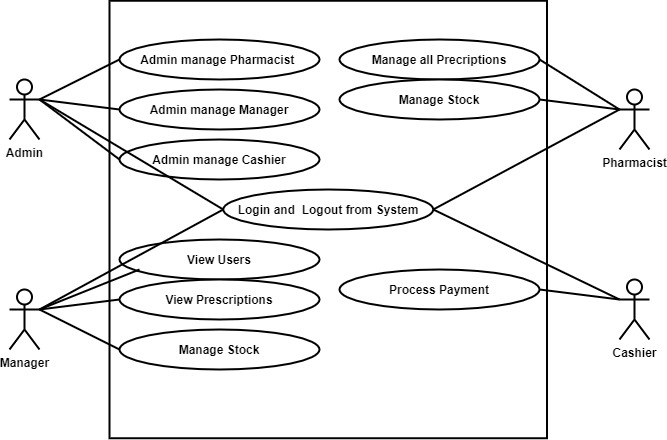 Admin manage Pharmacist
Manage all Precriptions
Admin manage Manager
Manage Stock
Admin
Pharmacist
Admin manage Cashier
Login and Logout from System
View Users
View Prescriptions
Process Payment
Manage Stock
Manager
Cashier